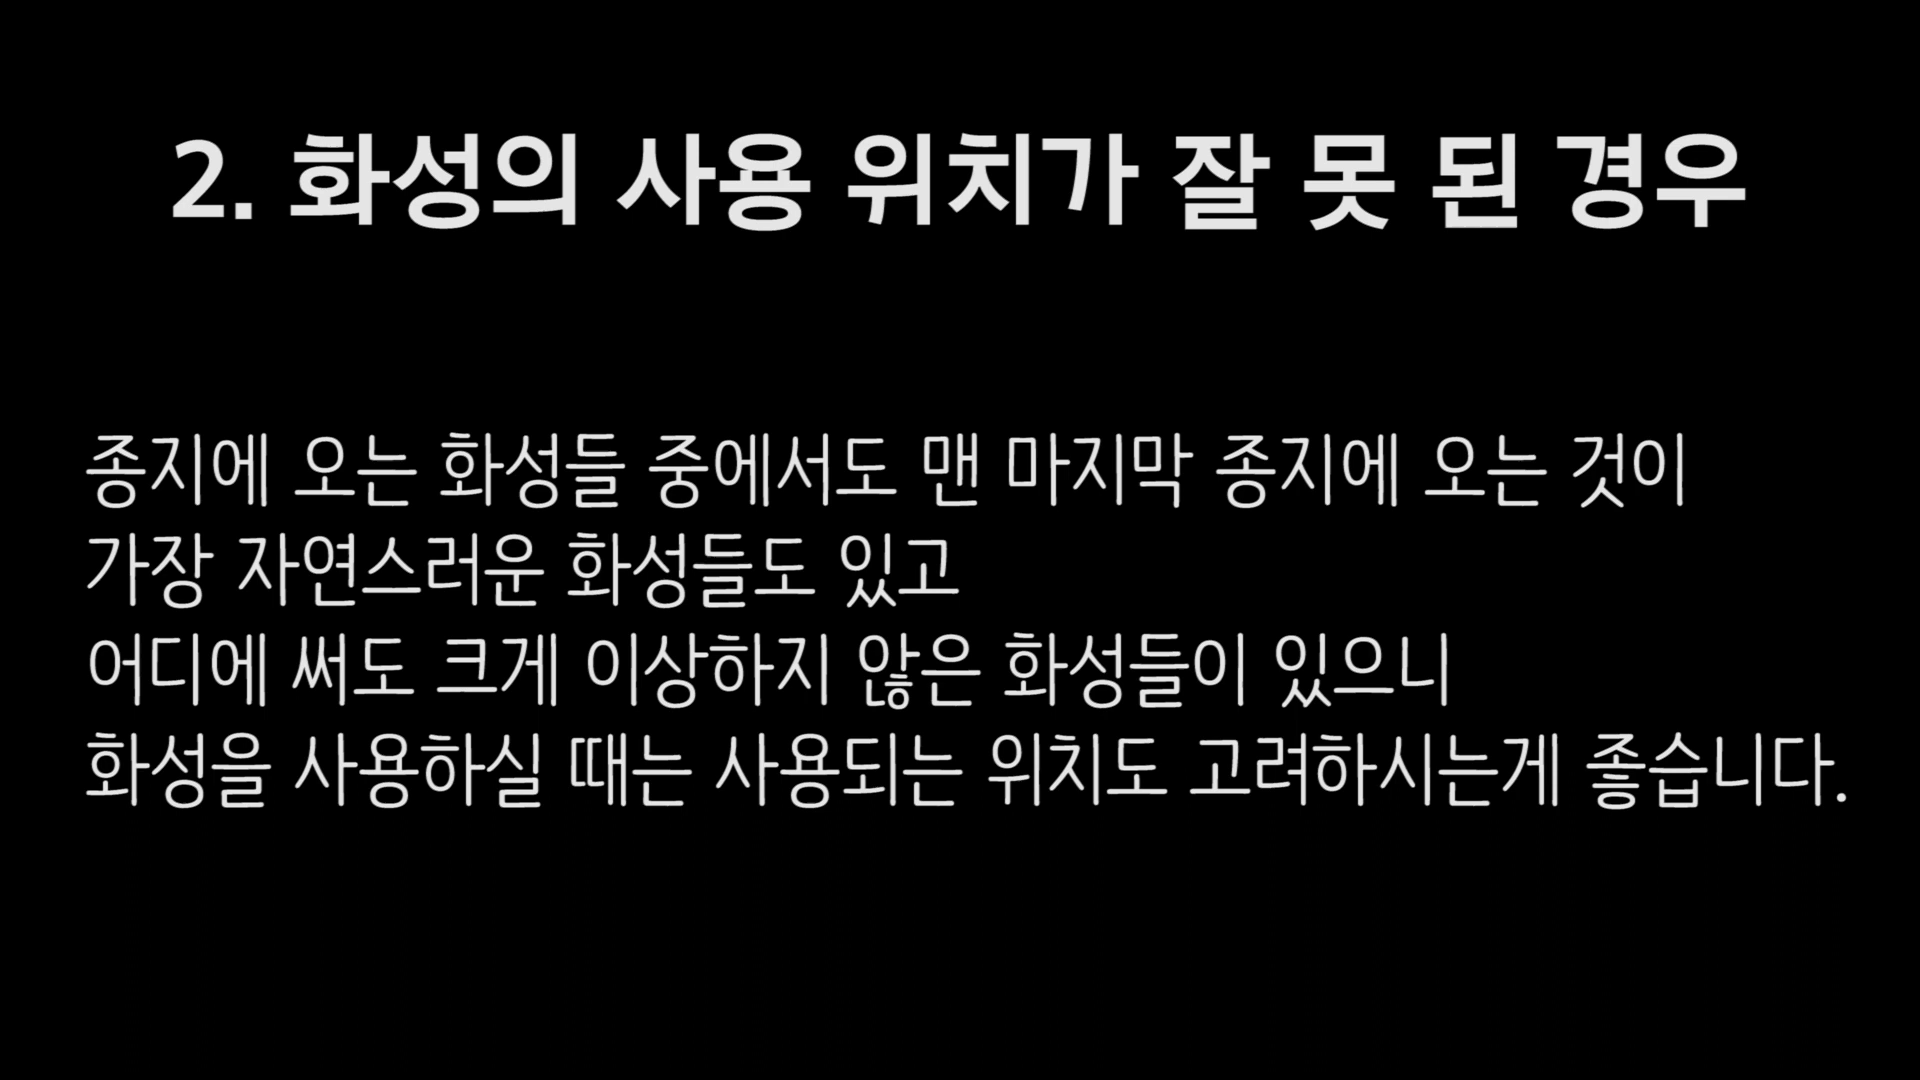 2. 화성의 사용 위치가 잘 못 된 경우
종지에 오는 화성들 중에서도 맨 마지막 종지에 오는 것이
가장 자연스러운 화성들도 있고
어디에 써도 크게 이상하지 않은 화성들이 있으니
화성을 사용하실 때는 사용되는 위치도 고려하시는게 좋습니다.